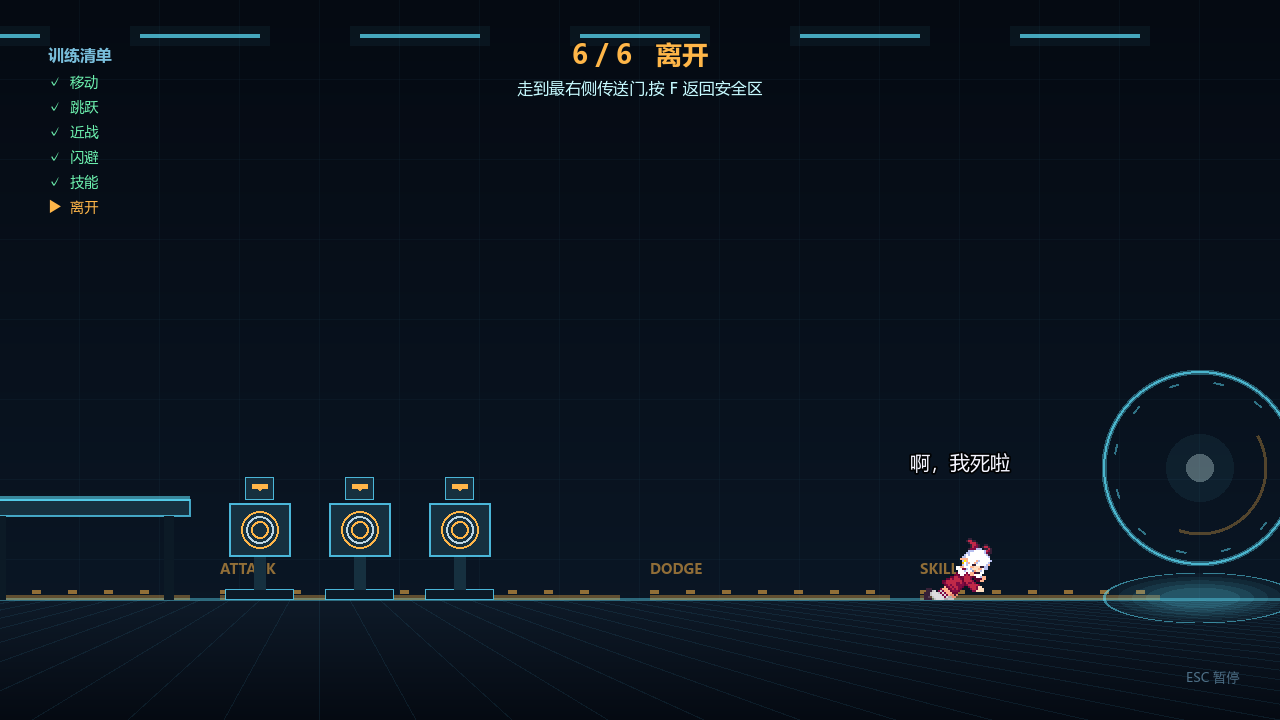 训练清单
✓ 移动
✓ 跳跃
✓ 近战
✓ 闪避
✓ 技能
▶ 离开
6 / 6 离开
走到最右侧传送门,按 F 返回安全区
啊，我死啦
ATTACK
DODGE
SKILL
ESC 暂停